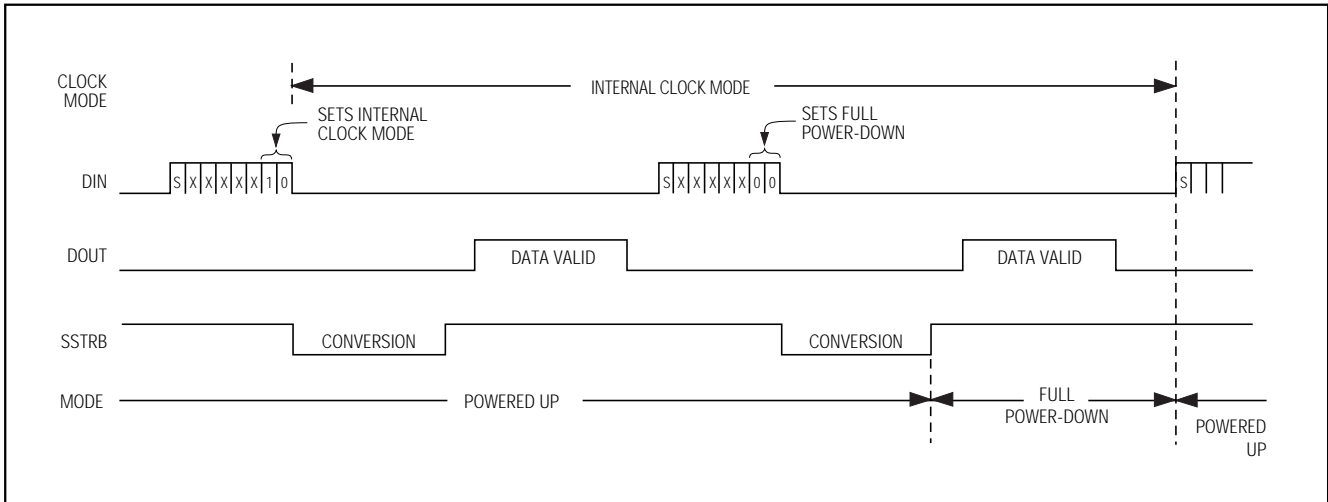 CLOCK
MODE
INTERNAL CLOCK MODE
SETS INTERNAL
CLOCK MODE
SETS FULL
POWER-DOWN
DIN
S X X X X X 1 0
S X X X X X 0 0
S
DOUT
DATA VALID
DATA VALID
SSTRB
CONVERSION
CONVERSION
MODE
POWERED UP
FULL
POWER-DOWN
POWERED
UP